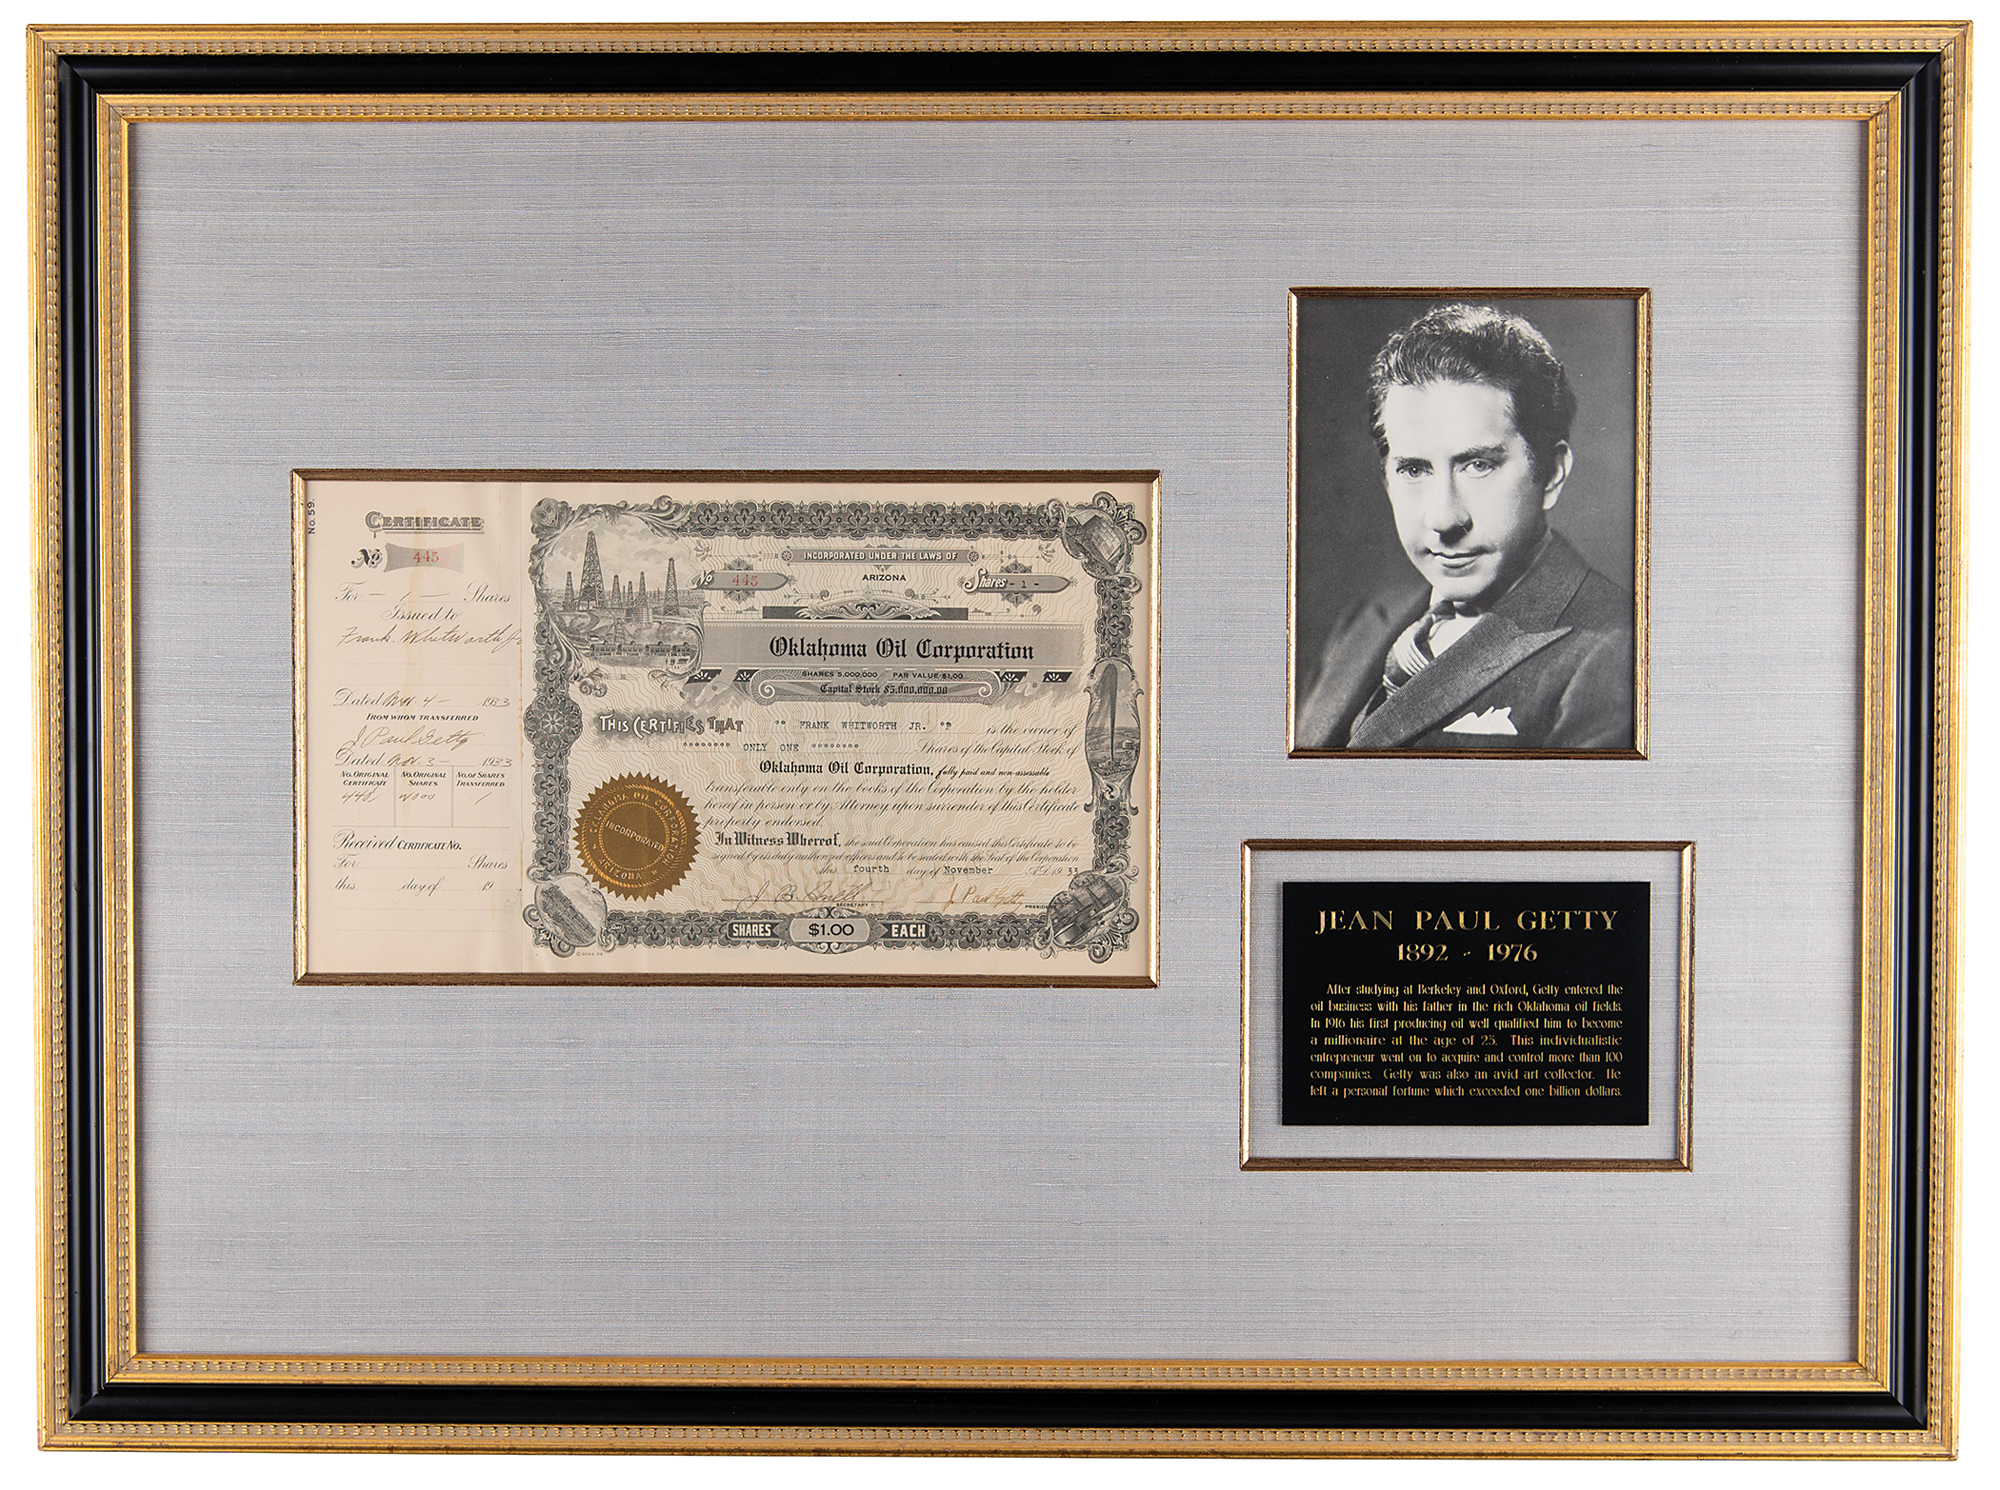 No. 59.
CERTIFICATE
No 445
For - 1 - Shares
Issued to
Frank Whitworth Jr
Dated Nov 4 - 1933
FROM WHOM TRANSFERRED
J Paul Getty
Dated Nov. 3 - 1933
No. ORIGINAL CERTIFICATE No. ORIGINAL SHARES No. OF SHARES TRANSFERRED
1
Received CERTIFICATE No.
For Shares
this day of 19
INCORPORATED UNDER THE LAWS OF
ARIZONA
No 445
Shares - 1 -
Oklahoma Oil Corporation
SHARES 5,000,000 PAR VALUE $1.00
Capital Stock $5,000,000.00
THIS CERTIFIES THAT "" FRANK WHITWORTH JR. "" is the owner of
"""""""" ONLY ONE """""""" Shares of the Capital Stock of
Oklahoma Oil Corporation, fully paid and non-assessable
transferable only on the books of the Corporation by the holder
hereof in person or by Attorney upon surrender of this Certificate
properly endorsed.
In Witness Whereof, the said Corporation has caused this Certificate to be
signed by its duly authorized officers and to be sealed with the Seal of the Corporation
this fourth day of November A.D. 1933
J Paul Getty
SECRETARY PRESIDENT
SHARES $1.00 EACH
OKLAHOMA OIL CORPORATION
INCORPORATED
ARIZONA
JEAN PAUL GETTY
1892 - 1976
After studying at Berkeley and Oxford, Getty entered the
oil business with his father in the rich Oklahoma oil fields.
In 1916 his first producing oil well qualified him to become
a millionaire at the age of 25. This individualistic
entrepreneur went on to acquire and control more than 100
companies. Getty was also an avid art collector. He
left a personal fortune which exceeded one billion dollars.